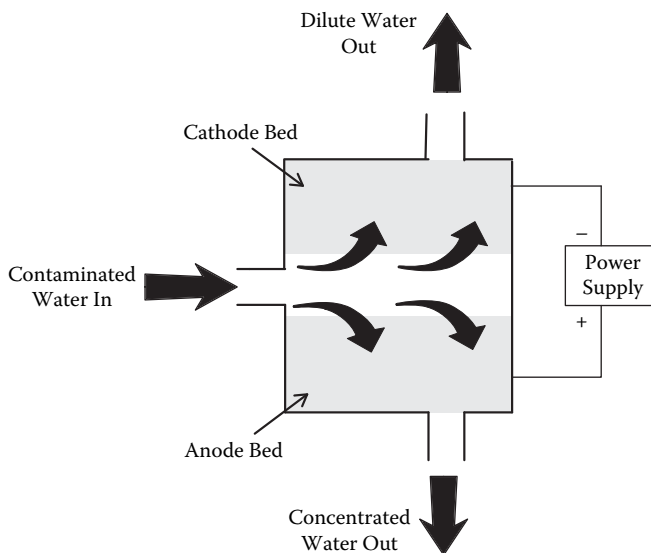 Dilute Water
Out
Cathode Bed
Contaminated
Water In
−
Power
Supply
+
Anode Bed
Concentrated
Water Out